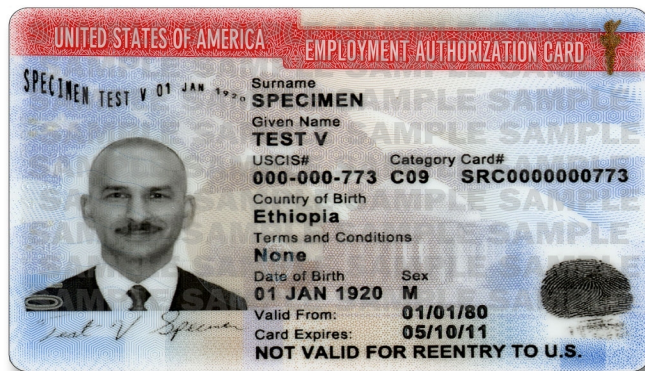 UNITED STATES OF AMERICA
EMPLOYMENT AUTHORIZATION CARD
SPECIMEN TEST V 01 JAN 1920
Surname
SPECIMEN
Given Name
TEST V
USCIS# Category Card#
000-000-773 C09 SRC0000000773
Country of Birth
Ethiopia
Terms and Conditions
None
Date of Birth Sex
01 JAN 1920 M
Valid From: 01/01/80
Card Expires: 05/10/11
NOT VALID FOR REENTRY TO U.S.
Test V Specimen
SAMPLE SAMPLE